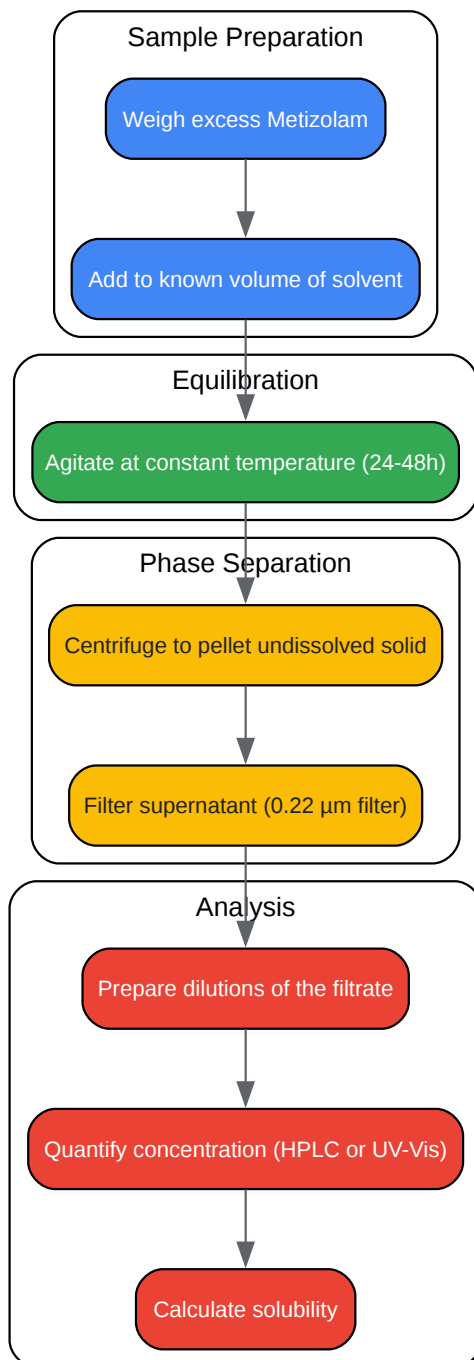 Sample Preparation
Weigh excess Metizolam
Add to known volume of solvent
Equilibration
Agitate at constant temperature (24-48h)
Phase Separation
Centrifuge to pellet undissolved solid
Filter supernatant (0.22 µm filter)
Analysis
Prepare dilutions of the filtrate
Quantify concentration (HPLC or UV-Vis)
Calculate solubility